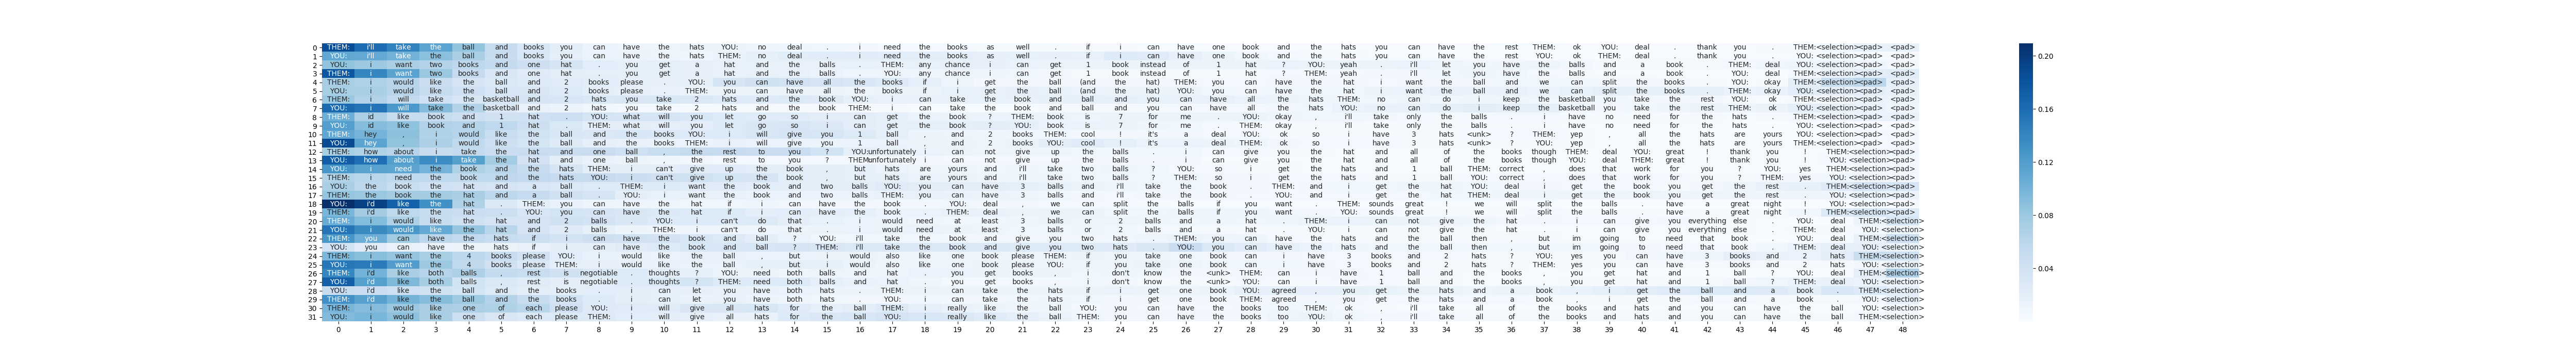 0 THEM: i'll take the ball and books you can have the hats YOU: no deal . i need the books as well . if i can have one book and the hats you can have the rest THEM: ok YOU: deal . thank you . THEM: <selection> <pad> <pad>
1 YOU: i'll take the ball and books you can have the hats THEM: no deal . i need the books as well . if i can have one book and the hats you can have the rest YOU: ok THEM: deal . thank you . YOU: <selection> <pad> <pad>
2 YOU: i want two books and one hat . you get a hat and the balls . THEM: any chance i can get 1 book instead of 1 hat ? YOU: yeah . i'll let you have the balls and a book . THEM: deal YOU: <selection> <pad> <pad>
3 THEM: i want two books and one hat . you get a hat and the balls . YOU: any chance i can get 1 book instead of 1 hat ? THEM: yeah . i'll let you have the balls and a book . YOU: deal THEM: <selection> <pad> <pad>
4 THEM: i would like the ball and 2 books please . YOU: you can have all the books if i get the ball (and the hat) THEM: you can have the hat i want the ball and we can split the books . YOU: okay THEM: <selection> <pad> <pad>
5 YOU: i would like the ball and 2 books please . THEM: you can have all the books if i get the ball (and the hat) YOU: you can have the hat i want the ball and we can split the books . THEM: okay YOU: <selection> <pad> <pad>
6 THEM: i will take the basketball and 2 hats you take 2 hats and the book YOU: i can take the book and ball and you can have all the hats THEM: no can do i keep the basketball you take the rest YOU: ok THEM: <selection> <pad> <pad>
7 YOU: i will take the basketball and 2 hats you take 2 hats and the book THEM: i can take the book and ball and you can have all the hats YOU: no can do i keep the basketball you take the rest THEM: ok YOU: <selection> <pad> <pad>
8 THEM: id like book and 1 hat . YOU: what will you let go so i can get the book ? THEM: book is 7 for me . YOU: okay , i'll take only the balls . i have no need for the hats . THEM: <selection> <pad> <pad>
9 YOU: id like book and 1 hat . THEM: what will you let go so i can get the book ? YOU: book is 7 for me . THEM: okay , i'll take only the balls . i have no need for the hats . YOU: <selection> <pad> <pad>
10 THEM: hey , i would like the ball and the books YOU: i will give you 1 ball , and 2 books THEM: cool ! it's a deal YOU: ok so i have 3 hats <unk> ? THEM: yep , all the hats are yours YOU: <selection> <pad>
11 YOU: hey , i would like the ball and the books THEM: i will give you 1 ball , and 2 books YOU: cool ! it's a deal THEM: ok so i have 3 hats <unk> ? YOU: yep , all the hats are yours THEM: <selection> <pad>
12 THEM: how about i take the hat and one ball , the rest to you ? YOU: unfortunately i can not give up the balls . i can give you the hat and all of the books though THEM: deal YOU: great ! thank you ! THEM: <selection> <pad>
13 YOU: how about i take the hat and one ball , the rest to you ? THEM: unfortunately i can not give up the balls . i can give you the hat and all of the books though YOU: deal THEM: great ! thank you ! YOU: <selection> <pad>
14 YOU: i need the book and the hats THEM: i can't give up the book , but hats are yours and i'll take two balls ? YOU: so i get the hats and 1 ball THEM: correct , does that work for you ? YOU: yes THEM: <selection> <pad>
15 THEM: i need the book and the hats YOU: i can't give up the book , but hats are yours and i'll take two balls ? THEM: so i get the hats and 1 ball YOU: correct , does that work for you ? THEM: yes YOU: <selection> <pad>
16 YOU: the book the hat and a ball . THEM: i want the book and two balls YOU: you can have 3 balls and i'll take the book . THEM: and i get the hat YOU: deal i get the book you get the rest . THEM: <selection> <pad>
17 THEM: the book the hat and a ball . YOU: i want the book and two balls THEM: you can have 3 balls and i'll take the book . YOU: and i get the hat THEM: deal i get the book you get the rest . YOU: <selection> <pad>
18 YOU: i'd like the hat . THEM: you can have the hat if i can have the book . YOU: deal , we can split the balls if you want . THEM: sounds great ! we will split the balls . have a great night ! YOU: <selection> <pad>
19 THEM: i'd like the hat . YOU: you can have the hat if i can have the book . THEM: deal , we can split the balls if you want . YOU: sounds great ! we will split the balls . have a great night ! THEM: <selection> <pad>
20 THEM: i would like the hat and 2 balls . YOU: i can't do that . i would need at least 3 balls or 2 balls and a hat . THEM: i can not give the hat . i can give you everything else . YOU: deal THEM: <selection>
21 YOU: i would like the hat and 2 balls . THEM: i can't do that . i would need at least 3 balls or 2 balls and a hat . YOU: i can not give the hat . i can give you everything else . THEM: deal YOU: <selection>
22 THEM: you can have the hats if i can have the book and ball ? YOU: i'll take the book and give you two hats . THEM: you can have the hats and the ball then . but im going to need that book . YOU: deal THEM: <selection>
23 YOU: you can have the hats if i can have the book and ball ? THEM: i'll take the book and give you two hats . YOU: you can have the hats and the ball then . but im going to need that book . THEM: deal YOU: <selection>
24 THEM: i want the 4 books please YOU: i would like the ball , but i would also like one book please THEM: if you take one book can i have 3 books and 2 hats ? YOU: yes you can have 3 books and 2 hats THEM: <selection>
25 YOU: i want the 4 books please THEM: i would like the ball , but i would also like one book please YOU: if you take one book can i have 3 books and 2 hats ? THEM: yes you can have 3 books and 2 hats YOU: <selection>
26 THEM: i'd like both balls , rest is negotiable . thoughts ? YOU: need both balls and hat . you get books , i don't know the <unk> THEM: can i have 1 ball and the books , you get hat and 1 ball ? YOU: deal THEM: <selection>
27 YOU: i'd like both balls , rest is negotiable . thoughts ? THEM: need both balls and hat . you get books , i don't know the <unk> YOU: can i have 1 ball and the books , you get hat and 1 ball ? THEM: deal YOU: <selection>
28 YOU: i'd like the ball and the books . i can let you have both hats . THEM: i can take the hats if i get one book YOU: agreed , you get the hats and a book , i get the ball and a book . THEM: <selection>
29 THEM: i'd like the ball and the books . i can let you have both hats . YOU: i can take the hats if i get one book THEM: agreed , you get the hats and a book , i get the ball and a book . YOU: <selection>
30 THEM: i would like one of each please YOU: i will give all hats for the ball THEM: i really like the ball YOU: you can have the books too THEM: ok , i'll take all of the books and hats and you can have the ball YOU: <selection>
31 YOU: i would like one of each please THEM: i will give all hats for the ball YOU: i really like the ball THEM: you can have the books too YOU: ok , i'll take all of the books and hats and you can have the ball THEM: <selection>
0 1 2 3 4 5 6 7 8 9 10 11 12 13 14 15 16 17 18 19 20 21 22 23 24 25 26 27 28 29 30 31 32 33 34 35 36 37 38 39 40 41 42 43 44 45 46 47 48
0.20
0.16
0.12
0.08
0.04